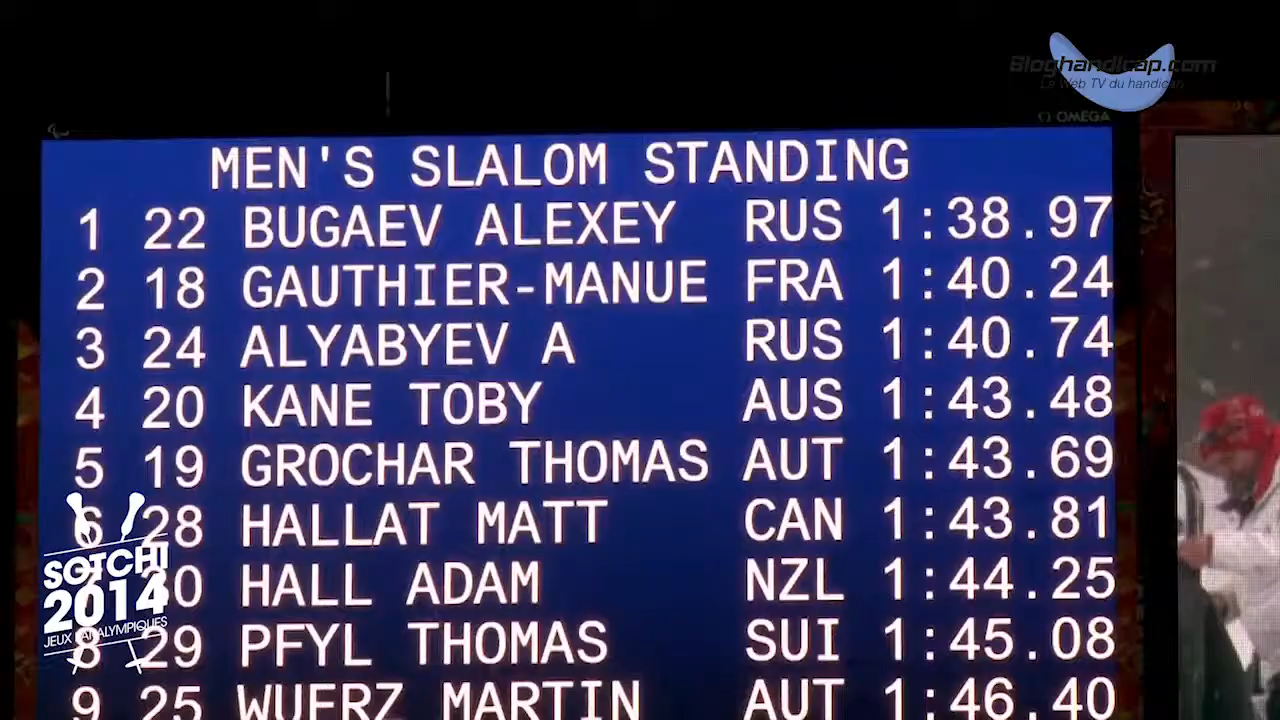 Bloghandicap.com
La Web TV du handicap
OMEGA
MEN'S SLALOM STANDING
1 22 BUGAEV ALEXEY RUS 1:38.97
2 18 GAUTHIER-MANUE FRA 1:40.24
3 24 ALYABYEV A RUS 1:40.74
4 20 KANE TOBY AUS 1:43.48
5 19 GROCHAR THOMAS AUT 1:43.69
6 28 HALLAT MATT CAN 1:43.81
HALL ADAM NZL 1:44.25
8 29 PFYL THOMAS SUI 1:45.08
9 25 WUERZ MARTIN AUT 1:46.40
SOTCHI
2014
JEUX PARALYMPIQUES